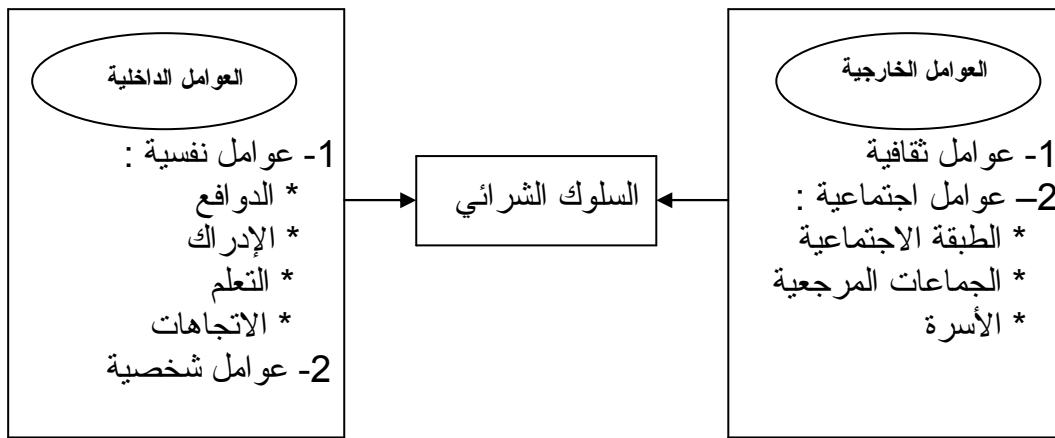 العوامل الخارجية
1- عوامل ثقافية
2– عوامل اجتماعية :
* الطبقة الاجتماعية
* الجماعات المرجعية
* الأسرة
السلوك الشرائي
العوامل الداخلية
1- عوامل نفسية :
* الدوافع
* الإدراك
* التعلم
* الاتجاهات
2- عوامل شخصية